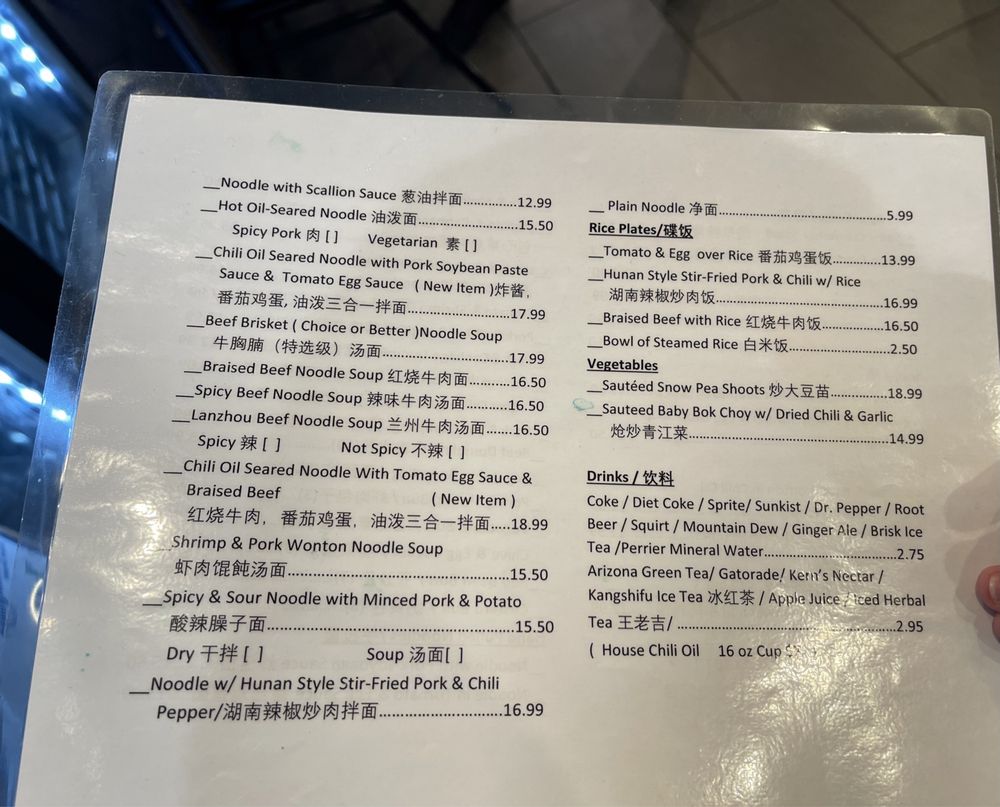 __Noodle with Scallion Sauce 葱油拌面..............12.99
__Hot Oil-Seared Noodle 油泼面..........................15.50
Spicy Pork 肉 [ ] Vegetarian 素 [ ]
__Chili Oil Seared Noodle with Pork Soybean Paste
Sauce & Tomato Egg Sauce ( New Item )炸酱,
番茄鸡蛋, 油泼三合一拌面..........................17.99
__Beef Brisket ( Choice or Better )Noodle Soup
牛胸腩（特选级）汤面................................17.99
__Braised Beef Noodle Soup 红烧牛肉面.........16.50
__Spicy Beef Noodle Soup 辣味牛肉汤面.........16.50
__Lanzhou Beef Noodle Soup 兰州牛肉汤面......16.50
Spicy 辣 [ ] Not Spicy 不辣 [ ]
__Chili Oil Seared Noodle With Tomato Egg Sauce &
Braised Beef ( New Item )
红烧牛肉，番茄鸡蛋，油泼三合一拌面.....18.99
__Shrimp & Pork Wonton Noodle Soup
虾肉馄飩汤面......................................................15.50
__Spicy & Sour Noodle with Minced Pork & Potato
酸辣臊子面...........................................................15.50
Dry 干拌 [ ] Soup 汤面[ ]
__Noodle w/ Hunan Style Stir-Fried Pork & Chili
Pepper/湖南辣椒炒肉拌面............................16.99
__ Plain Noodle 净面..........................................5.99
Rice Plates/碟饭
__Tomato & Egg over Rice 番茄鸡蛋饭............13.99
__Hunan Style Stir-Fried Pork & Chili w/ Rice
湖南辣椒炒肉饭..........................................16.99
__Braised Beef with Rice 红烧牛肉饭...............16.50
__Bowl of Steamed Rice 白米饭.........................2.50
Vegetables
__Sautéed Snow Pea Shoots 炒大豆苗..............18.99
__Sauteed Baby Bok Choy w/ Dried Chili & Garlic
炝炒青江菜..................................................14.99
Drinks / 饮料
Coke / Diet Coke / Sprite/ Sunkist / Dr. Pepper / Root
Beer / Squirt / Mountain Dew / Ginger Ale / Brisk Ice
Tea /Perrier Mineral Water..................................2.75
Arizona Green Tea/ Gatorade/ Kern's Nectar /
Kangshifu Ice Tea 冰红茶 / Apple Juice / Iced Herbal
Tea 王老吉/ ........................................................2.95
( House Chili Oil 16 oz Cup